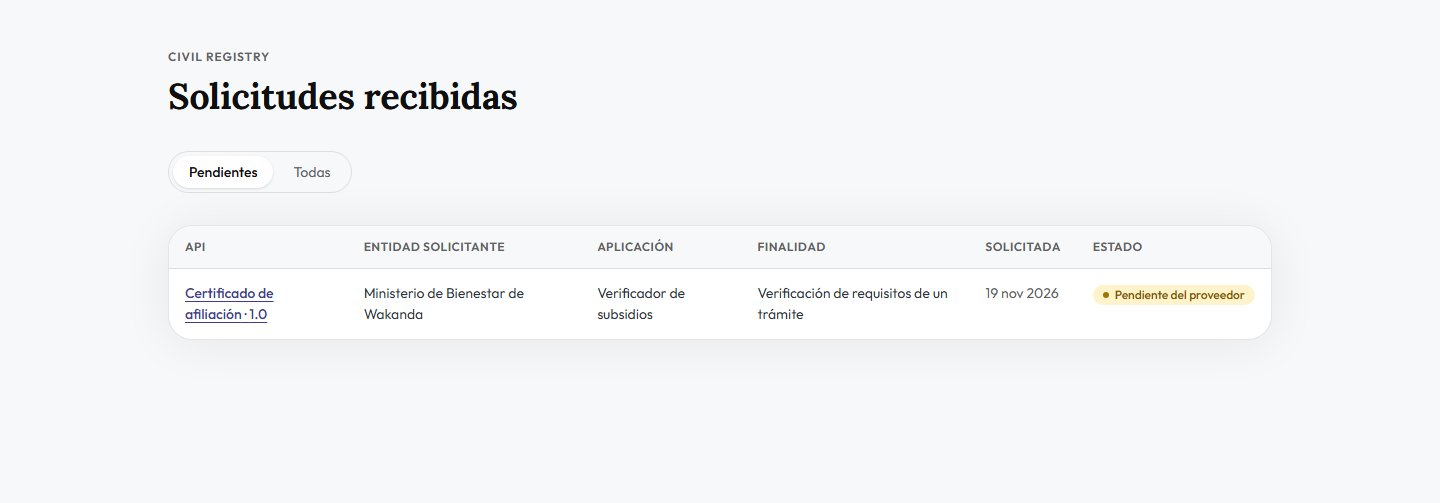 CIVIL REGISTRY
Solicitudes recibidas
Pendientes Todas
API ENTIDAD SOLICITANTE APLICACIÓN FINALIDAD SOLICITADA ESTADO
Certificado de Ministerio de Bienestar de Verificador de Verificación de requisitos de un 19 nov 2026 Pendiente del proveedor
afiliación · 1.0 Wakanda subsidios trámite